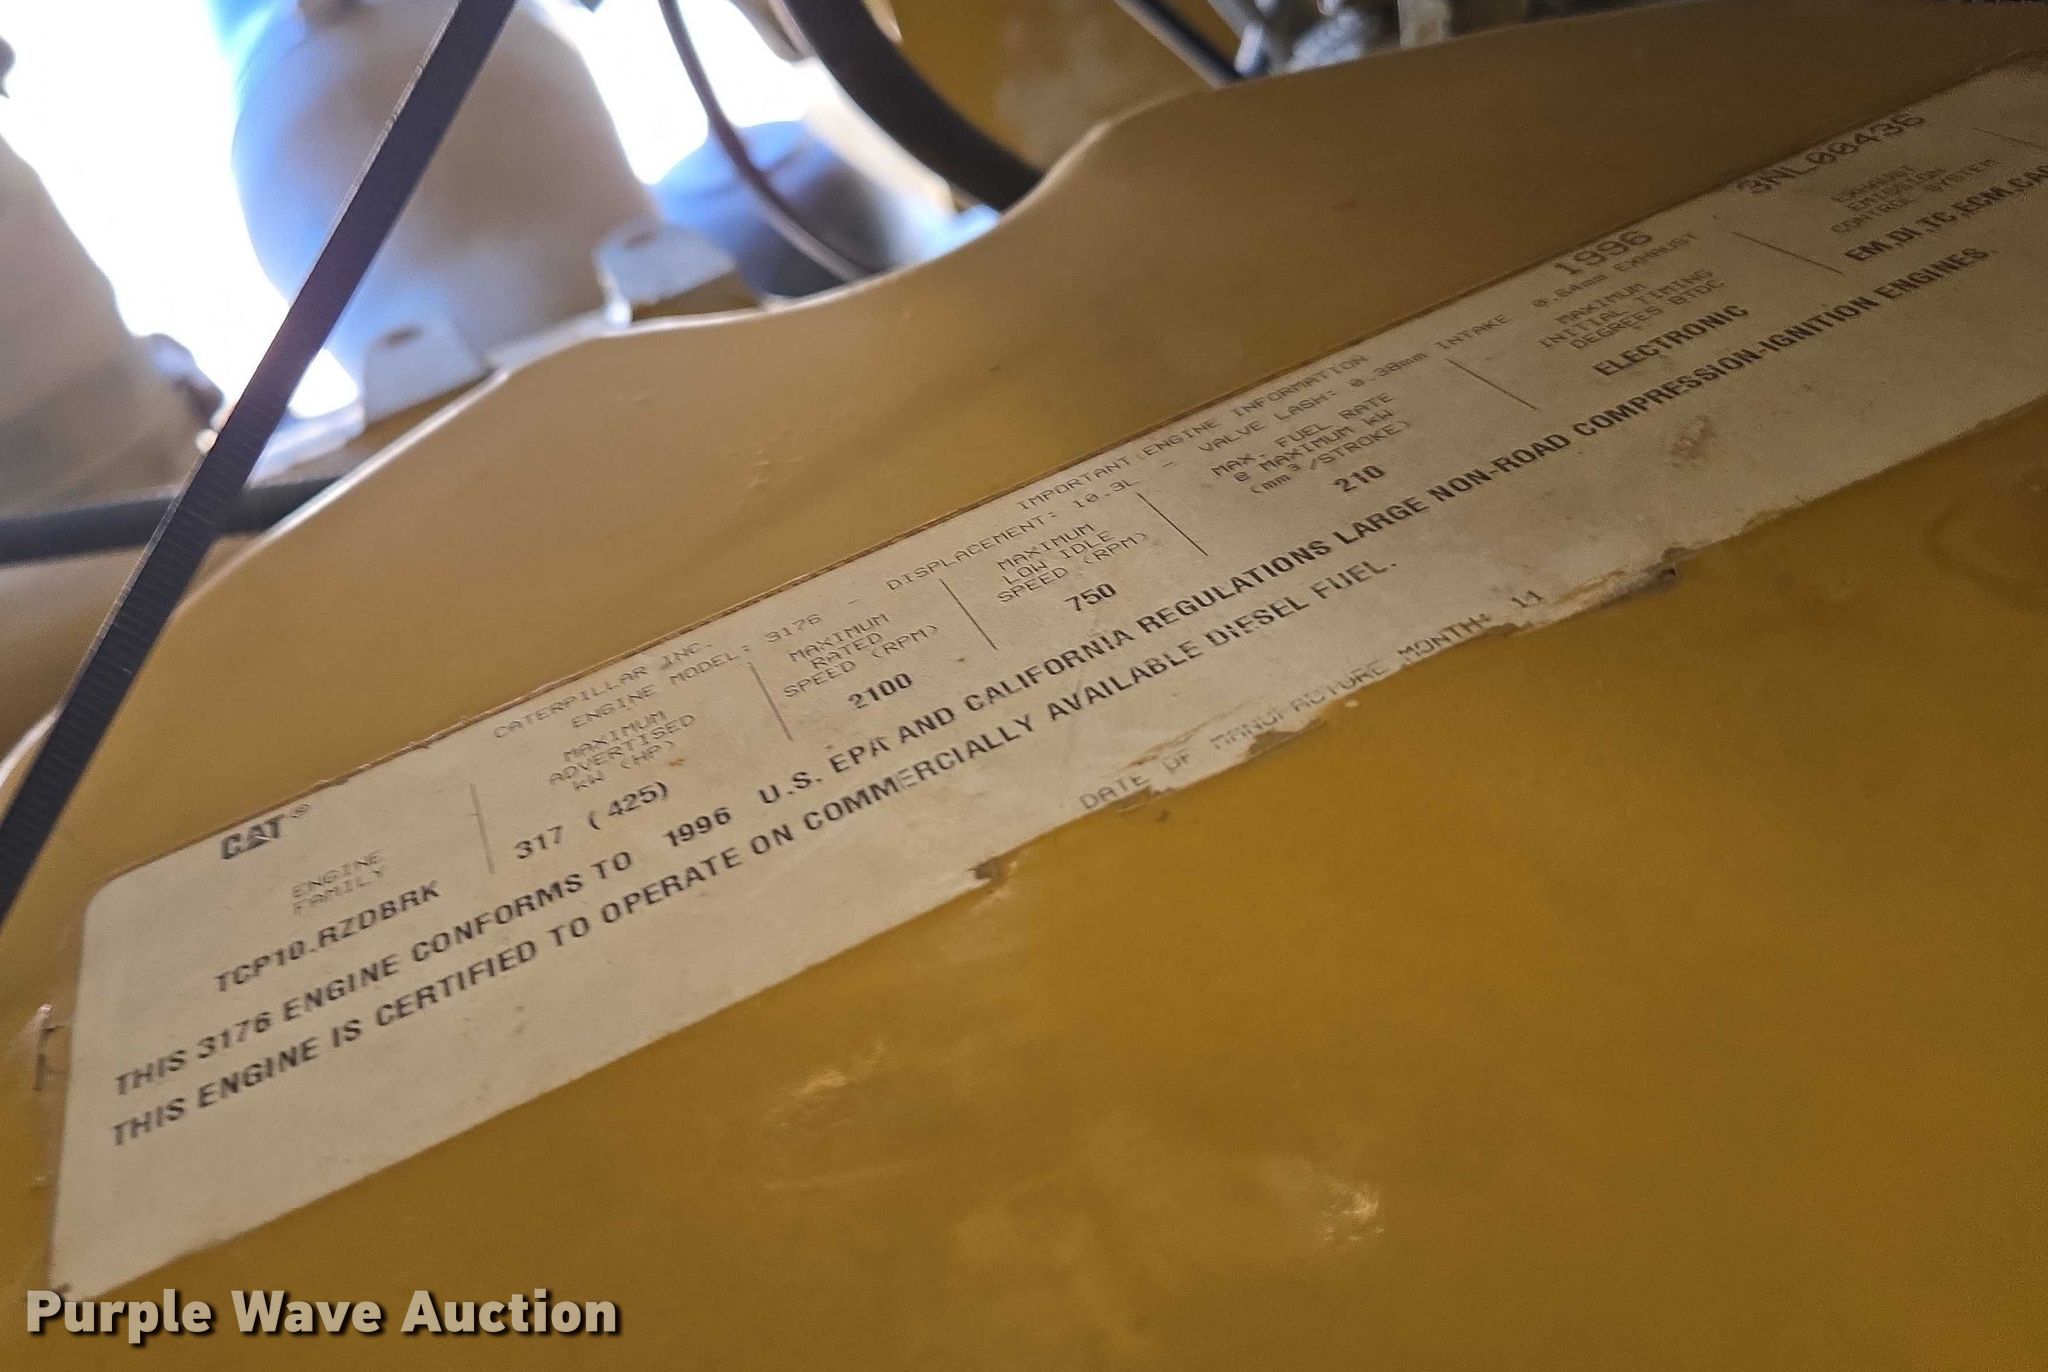 CAT®
CATERPILLAR INC.
IMPORTANT ENGINE INFORMATION
1996
3NL00436
ENGINE MODEL: 3176 - DISPLACEMENT: 10.3L - VALVE LASH: 0.38mm INTAKE 0.64mm EXHAUST
ENGINE
FAMILY
TCP10.RZDBRK
MAXIMUM
ADVERTISED
KW (HP)
317 (425)
MAXIMUM
RATED
SPEED (RPM)
2100
MAXIMUM
LOW IDLE
SPEED (RPM)
750
MAX. FUEL RATE
@ MAXIMUM KW
(mm³/STROKE)
210
MAXIMUM
INITIAL TIMING
DEGREES BTDC
ELECTRONIC
EXHAUST
EMISSION
CONTROL SYSTEM
EM,DI,TC,ECM,CAC
THIS 3176 ENGINE CONFORMS TO 1996 U.S. EPA AND CALIFORNIA REGULATIONS LARGE NON-ROAD COMPRESSION-IGNITION ENGINES.
THIS ENGINE IS CERTIFIED TO OPERATE ON COMMERCIALLY AVAILABLE DIESEL FUEL.
DATE OF MANUFACTURE MONTH: 11
Purple Wave Auction